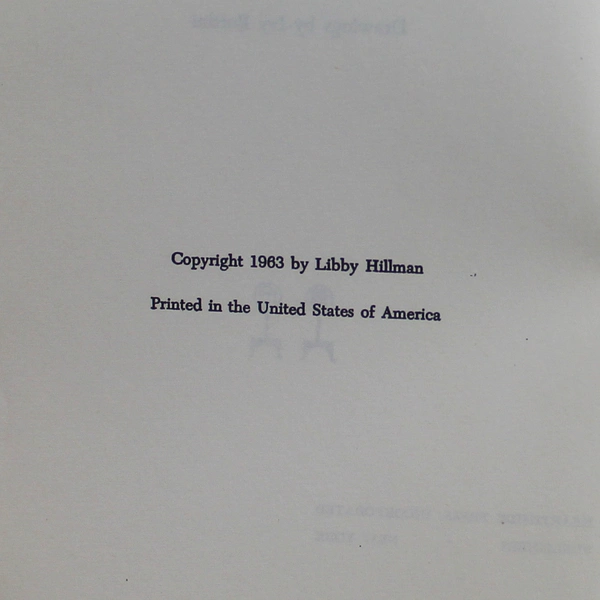 Copyright 1963 by Libby Hillman
Printed in the United States of America